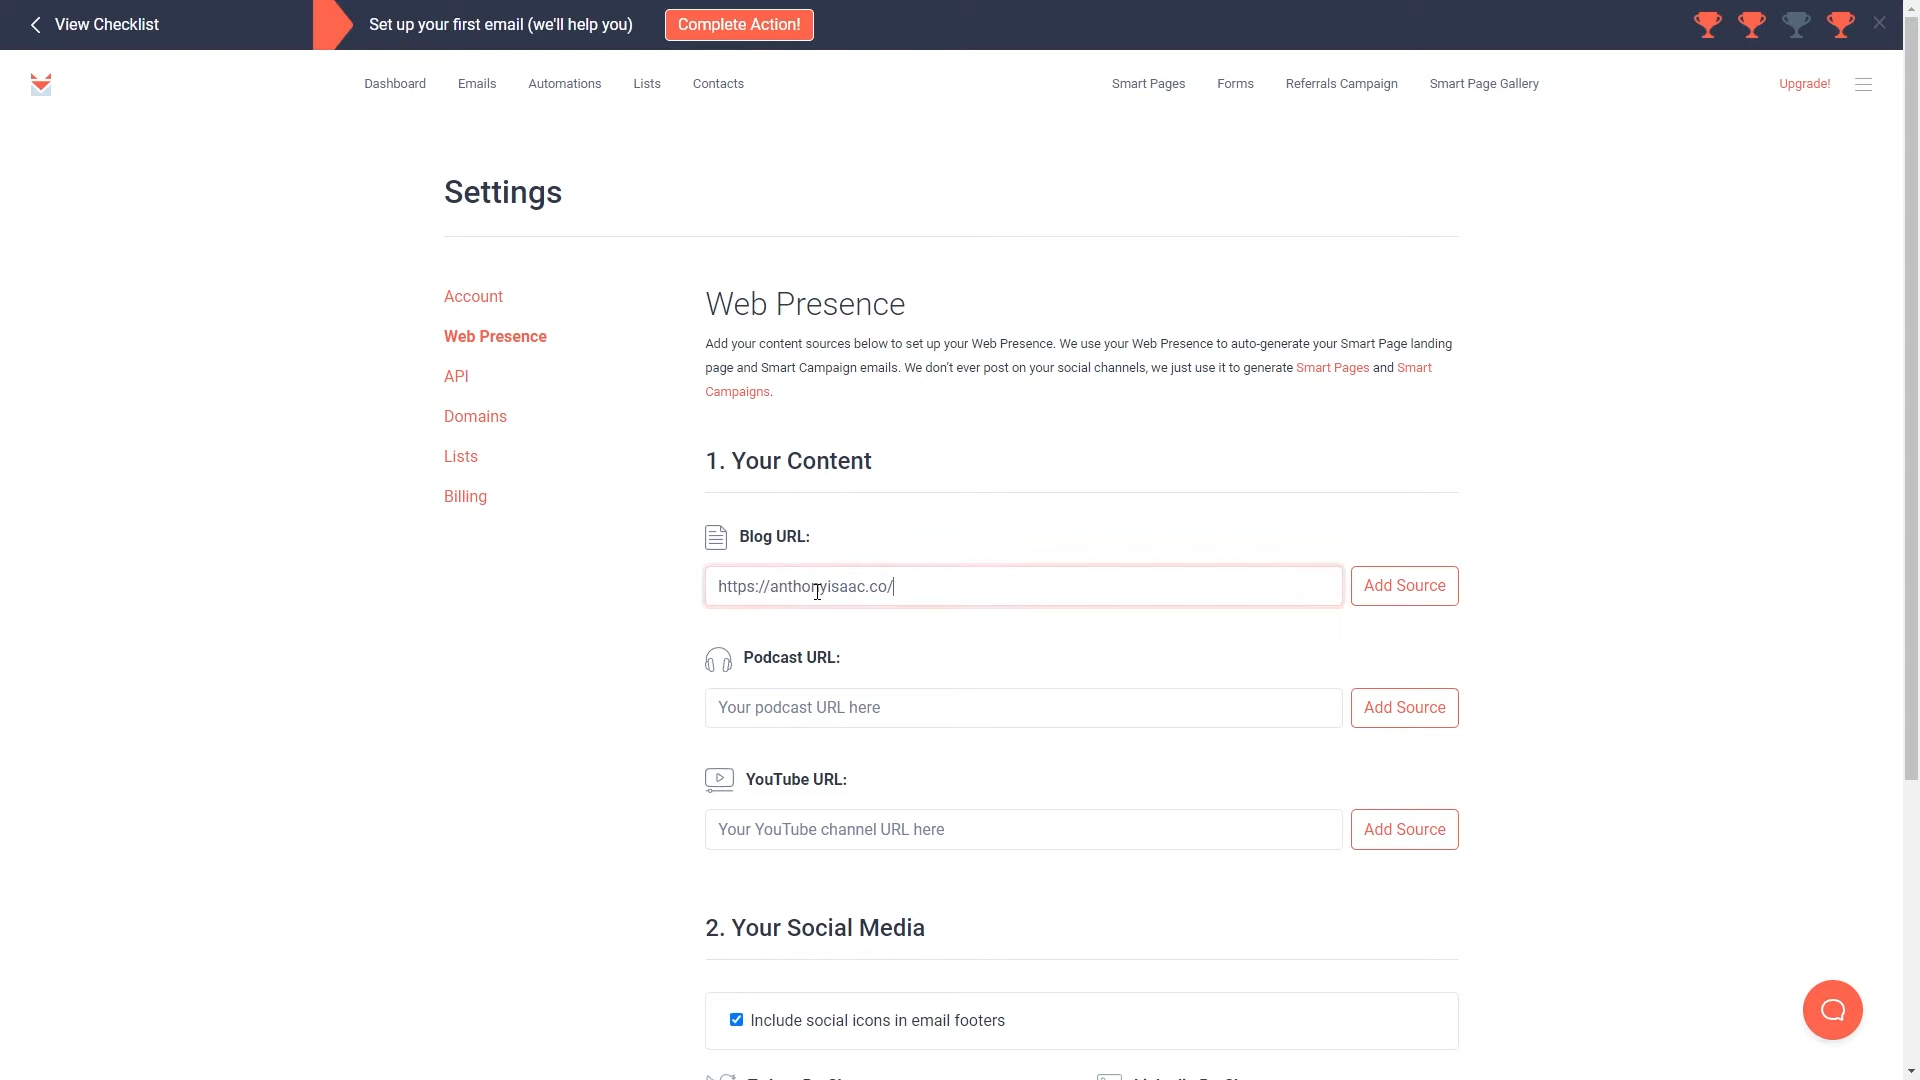 View Checklist
Set up your first email (we'll help you)
Complete Action!
Dashboard
Emails
Automations
Lists
Contacts
Smart Pages
Forms
Referrals Campaign
Smart Page Gallery
Upgrade!
Settings
Account
Web Presence
API
Domains
Lists
Billing
Web Presence
Add your content sources below to set up your Web Presence. We use your Web Presence to auto-generate your Smart Page landing
page and Smart Campaign emails. We don’t ever post on your social channels, we just use it to generate Smart Pages and Smart
Campaigns.
1. Your Content
Blog URL:
https://anthonyisaac.co/
Add Source
Podcast URL:
Your podcast URL here
Add Source
YouTube URL:
Your YouTube channel URL here
Add Source
2. Your Social Media
Include social icons in email footers